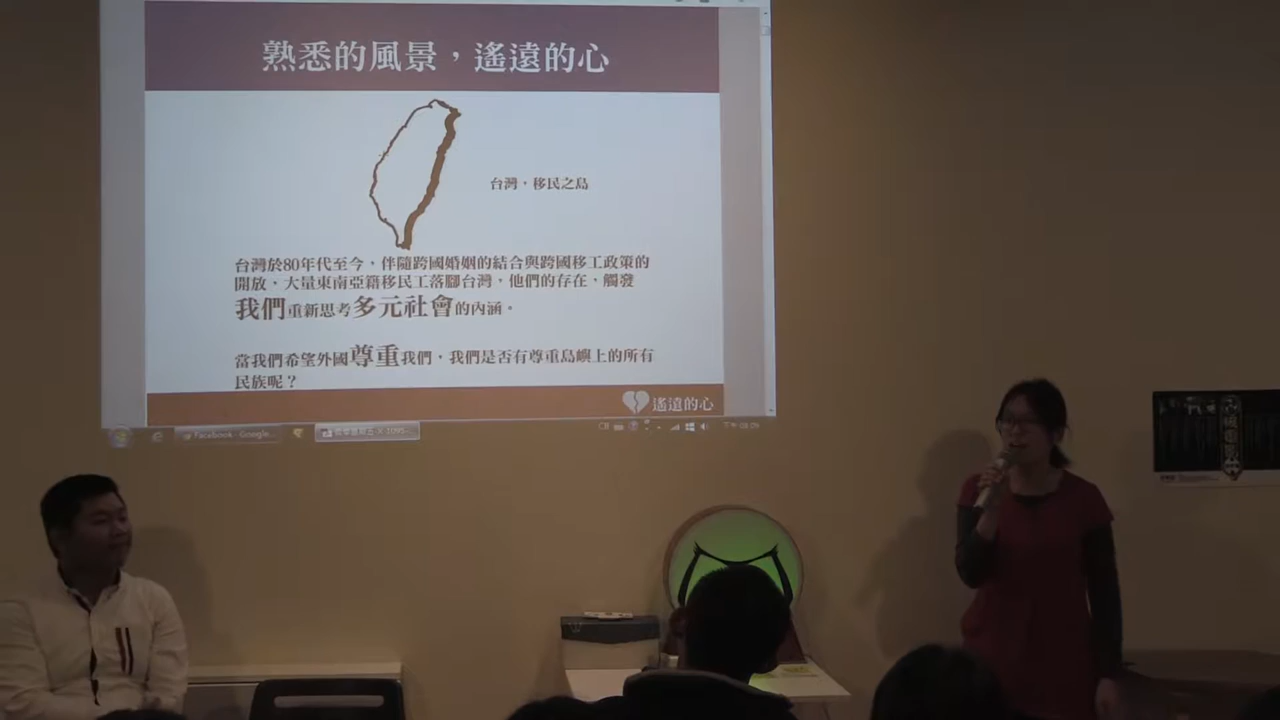 熟悉的風景，遙遠的心
台灣，移民之島
台灣於80年代至今，伴隨跨國婚姻的結合與跨國移工政策的
開放，大量東南亞籍移民工落腳台灣，他們的存在，觸發
我們重新思考多元社會的內涵。
當我們希望外國尊重我們，我們是否有尊重島嶼上的所有
民族呢？
遙遠的心
Facebook - Google...